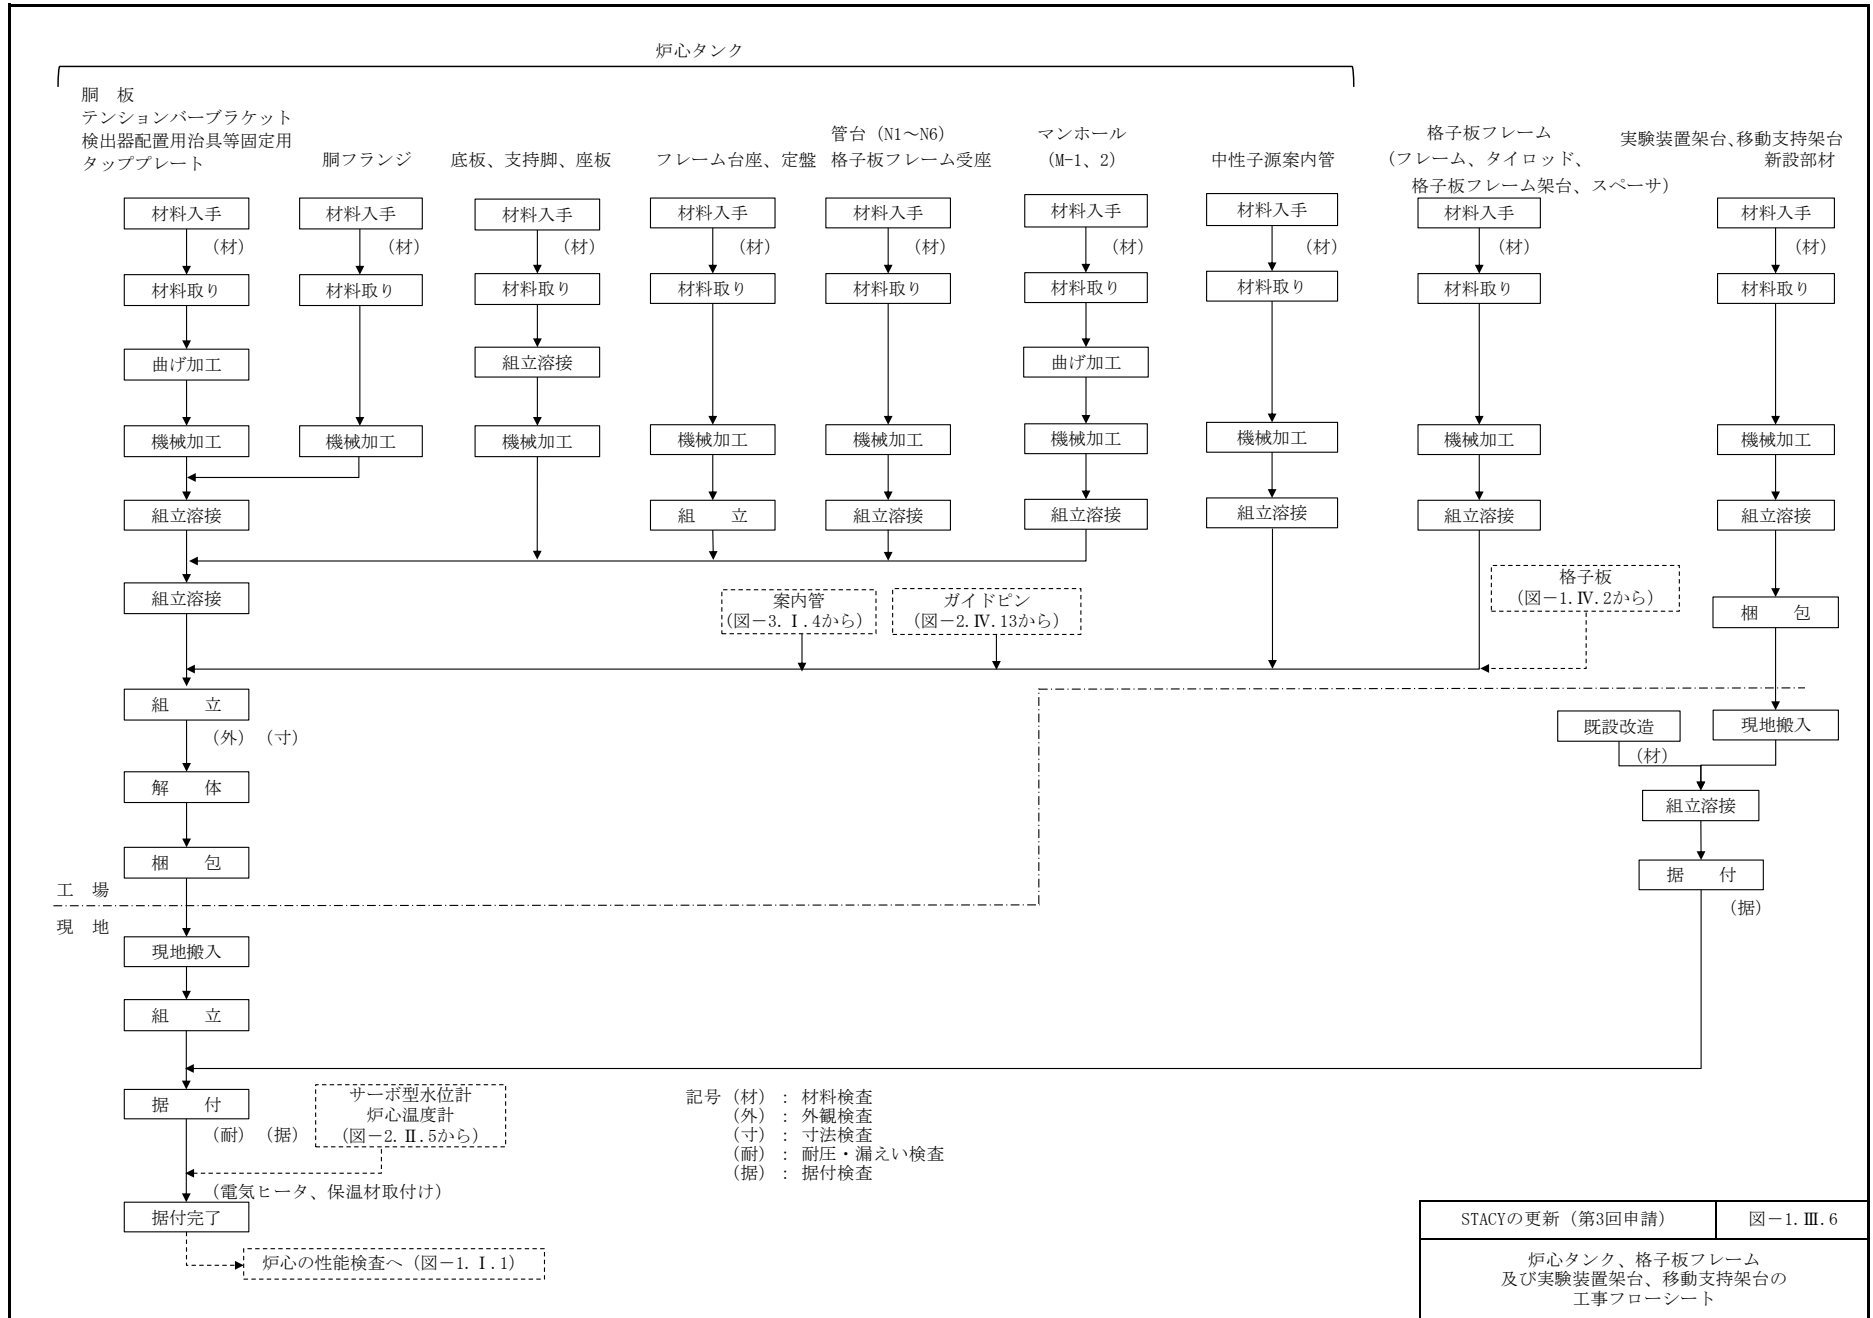 炉心タンク
胴　板
テンションバーブラケット
検出器配置用治具等固定用
タッププレート
胴フランジ
底板、支持脚、座板
フレーム台座、定盤
管台（N1～N6）
格子板フレーム受座
マンホール
（M-1、2）
中性子源案内管
格子板フレーム
（フレーム、タイロッド、
格子板フレーム架台、スペーサ）
実験装置架台、移動支持架台
新設部材
材料入手
材料入手
材料入手
材料入手
材料入手
材料入手
材料入手
材料入手
材料入手
（材）
（材）
（材）
（材）
（材）
（材）
（材）
（材）
（材）
材料取り
材料取り
材料取り
材料取り
材料取り
材料取り
材料取り
材料取り
材料取り
曲げ加工
組立溶接
曲げ加工
機械加工
機械加工
機械加工
機械加工
機械加工
機械加工
機械加工
機械加工
機械加工
組立溶接
組　立
組立溶接
組立溶接
組立溶接
組立溶接
組立溶接
組立溶接
案内管
（図－3.Ⅰ.4から）
ガイドピン
（図－2.Ⅳ.13から）
格子板
（図－1.Ⅳ.2から）
梱　包
組　立
（外）（寸）
既設改造
（材）
現地搬入
解　体
組立溶接
梱　包
据　付
（据）
工　場
現　地
現地搬入
組　立
据　付
（耐）（据）
サーボ型水位計
炉心温度計
（図－2.Ⅱ.5から）
（電気ヒータ、保温材取付け）
据付完了
炉心の性能検査へ（図－1.Ⅰ.1）
記号（材）：材料検査
（外）：外観検査
（寸）：寸法検査
（耐）：耐圧・漏えい検査
（据）：据付検査
STACYの更新（第3回申請）
図－1.Ⅲ.6
炉心タンク、格子板フレーム
及び実験装置架台、移動支持架台の
工事フローシート